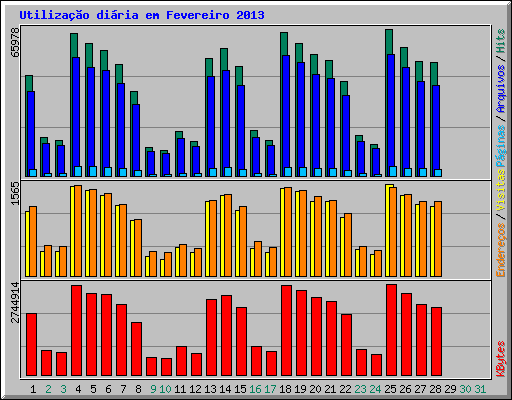 Utilização diária em Fevereiro 2013
65978
Páginas / Arquivos / Hits
1565
Endereços / Visitas
2744914
KBytes
1 2 3 4 5 6 7 8 9 10 11 12 13 14 15 16 17 18 19 20 21 22 23 24 25 26 27 28 29 30 31